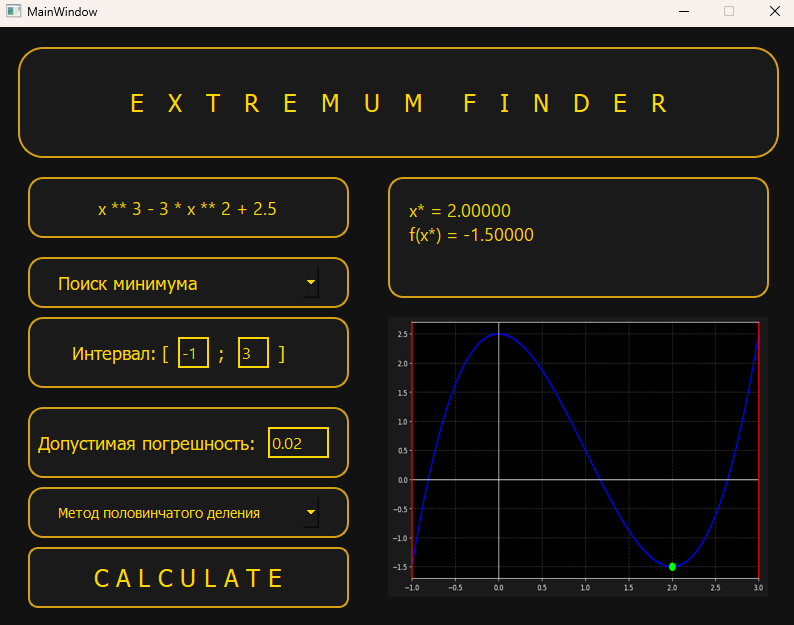 MainWindow
E X T R E M U M F I N D E R
x ** 3 - 3 * x ** 2 + 2.5
Поиск минимума
Интервал: [ -1 ; 3 ]
Допустимая погрешность: 0.02
Метод половинчатого деления
C A L C U L A T E
x* = 2.00000
f(x*) = -1.50000
2.5
2.0
1.5
1.0
0.5
0.0
−0.5
−1.0
−1.5
−1.0 −0.5 0.0 0.5 1.0 1.5 2.0 2.5 3.0